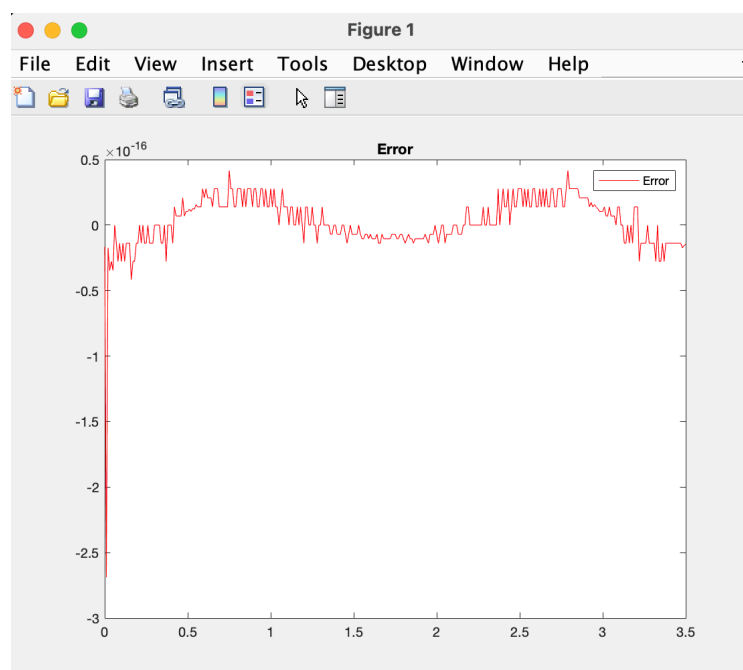 Figure 1
File Edit View Insert Tools Desktop Window Help
×10⁻¹⁶
Error
Error
0.5
0
-0.5
-1
-1.5
-2
-2.5
-3
0 0.5 1 1.5 2 2.5 3 3.5